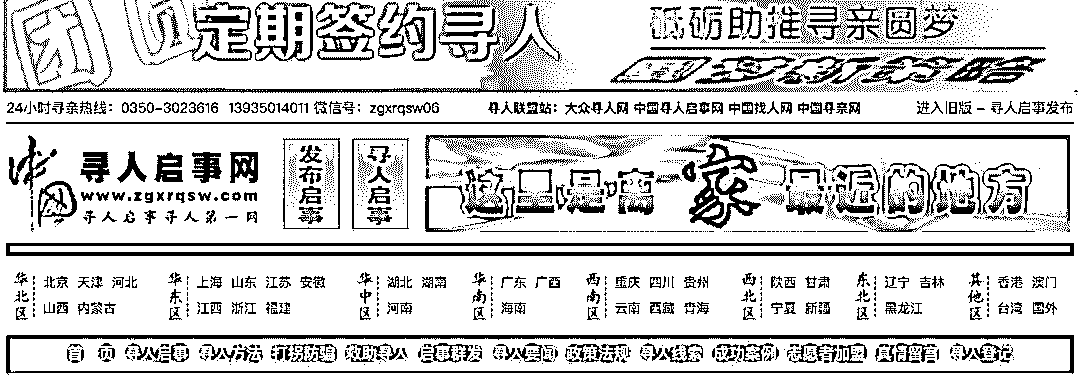 团 圆 定期签约寻人
砥砺助推寻亲圆梦
24小时寻亲热线：0350-3023616 13935014011 微信号：zgxrqsw06
寻人联盟站：大众寻人网 中国寻人启事网 中国找人网 中国寻亲网
进入旧版 - 寻人启事发布
中国 寻人启事网
www.zgxrqsw.com
寻人启事寻人第一网
发布启事
寻人启事
这里是离家最近的地方
华北区 北京 天津 河北
山西 内蒙古
华东区 上海 山东 江苏 安徽
江西 浙江 福建
华中区 湖北 湖南
河南
华南区 广东 广西
海南
西南区 重庆 四川 贵州
云南 西藏 青海
西北区 陕西 甘肃
宁夏 新疆
东北区 辽宁 吉林
黑龙江
其他区 香港 澳门
台湾 国外
首 页 寻人启事 寻人方法 打拐防骗 救助寻人 启事群发 寻人要闻 政策法规 寻人线索 成功案例 志愿者加盟 真情留言 寻人登记